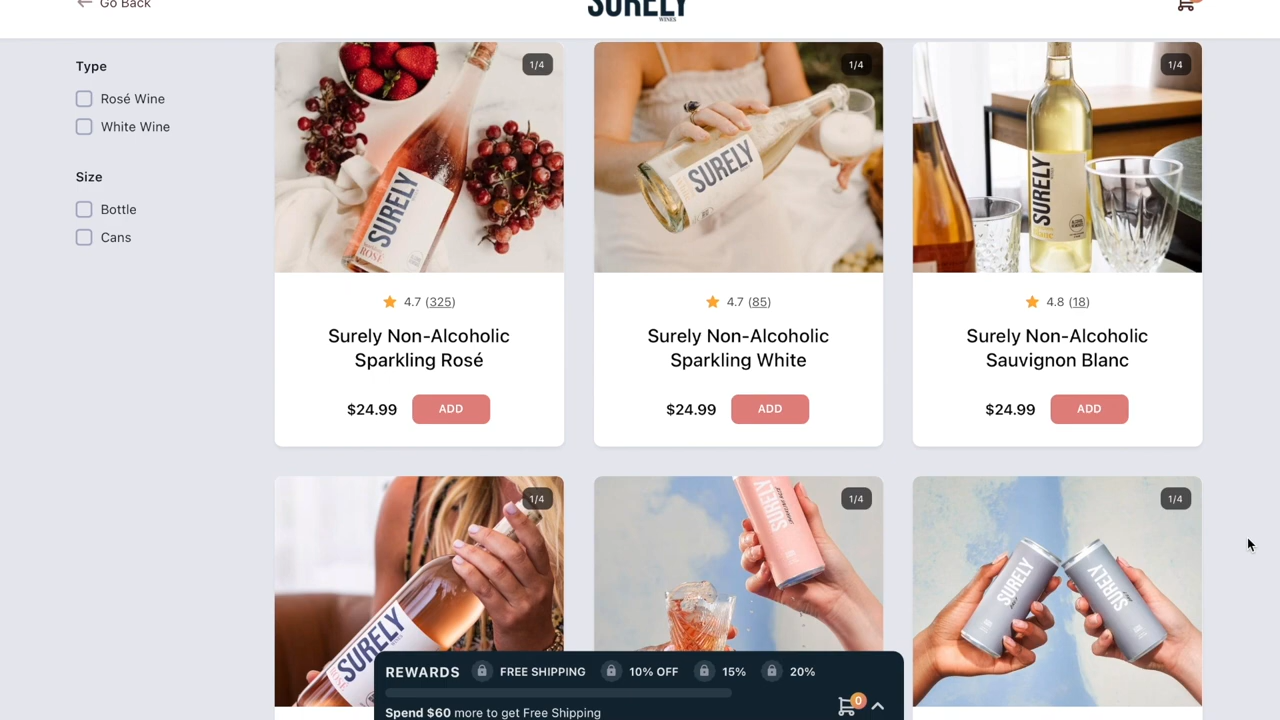 Go Back
SURELY
WINES
Type
Rosé Wine
White Wine
Size
Bottle
Cans
1/4
SURELY
ROSÉ
4.7 (325)
Surely Non-Alcoholic
Sparkling Rosé
$24.99 ADD
1/4
SURELY
4.7 (85)
Surely Non-Alcoholic
Sparkling White
$24.99 ADD
1/4
SURELY
4.8 (18)
Surely Non-Alcoholic
Sauvignon Blanc
$24.99 ADD
1/4
SURELY
1/4
SURELY
1/4
SURELY
SURELY
REWARDS FREE SHIPPING 10% OFF 15% 20%
Spend $60 more to get Free Shipping
0